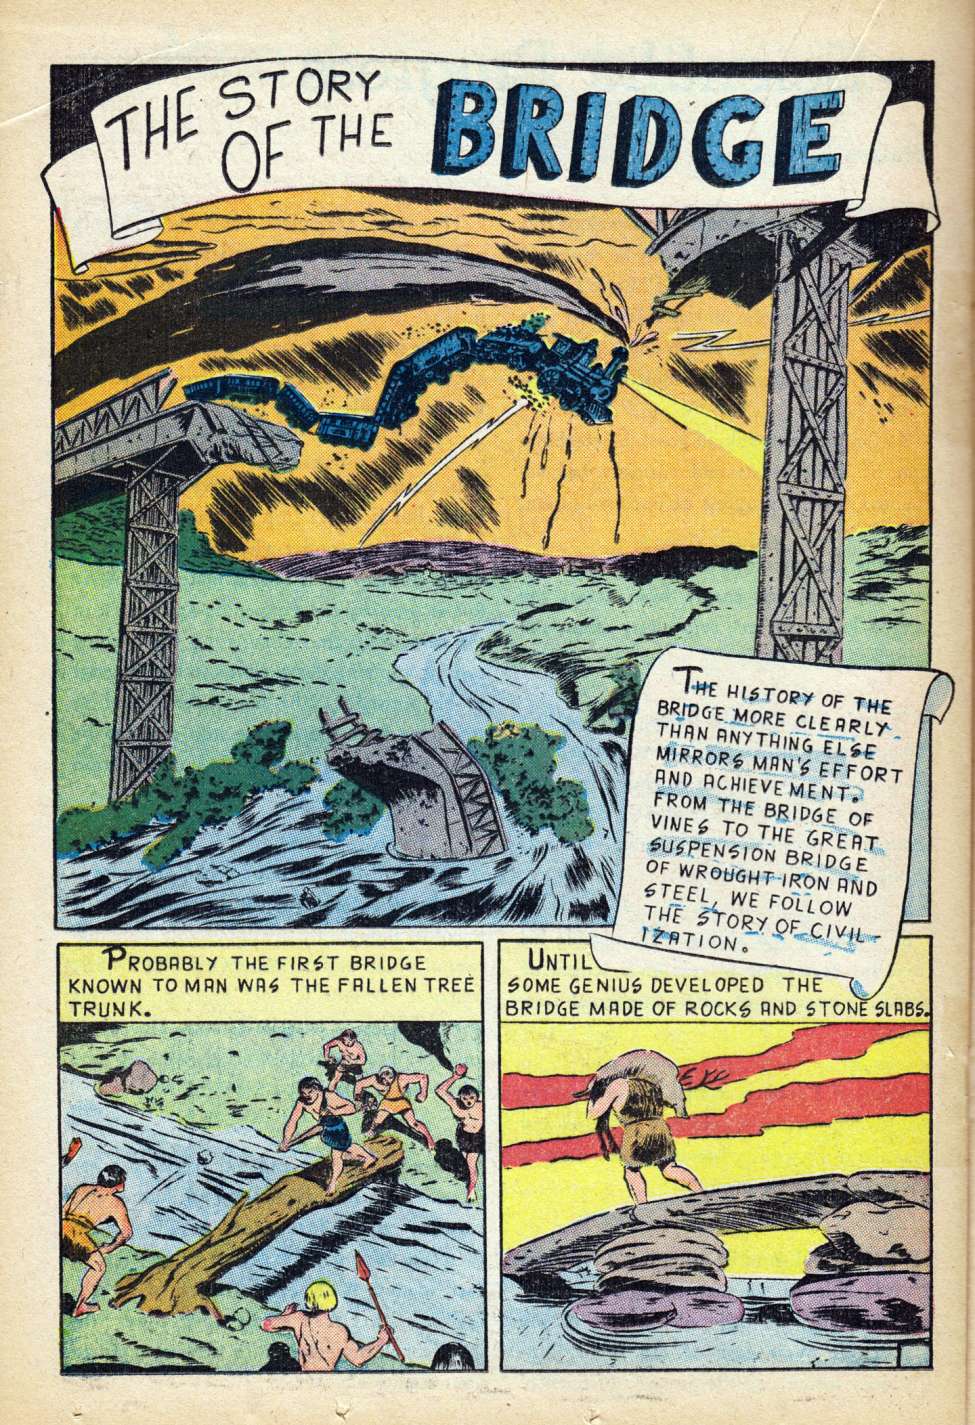 THE STORY
OF THE
BRIDGE
THE HISTORY OF THE
BRIDGE MORE CLEARLY
THAN ANYTHING ELSE
MIRRORS MAN'S EFFORT
AND ACHIEVEMENT.
FROM THE BRIDGE OF
VINES TO THE GREAT
SUSPENSION BRIDGE
OF WROUGHT IRON AND
STEEL, WE FOLLOW
THE STORY OF CIVIL-
IZATION.
PROBABLY THE FIRST BRIDGE
KNOWN TO MAN WAS THE FALLEN TREE
TRUNK.
UNTIL
SOME GENIUS DEVELOPED THE
BRIDGE MADE OF ROCKS AND STONE SLABS.